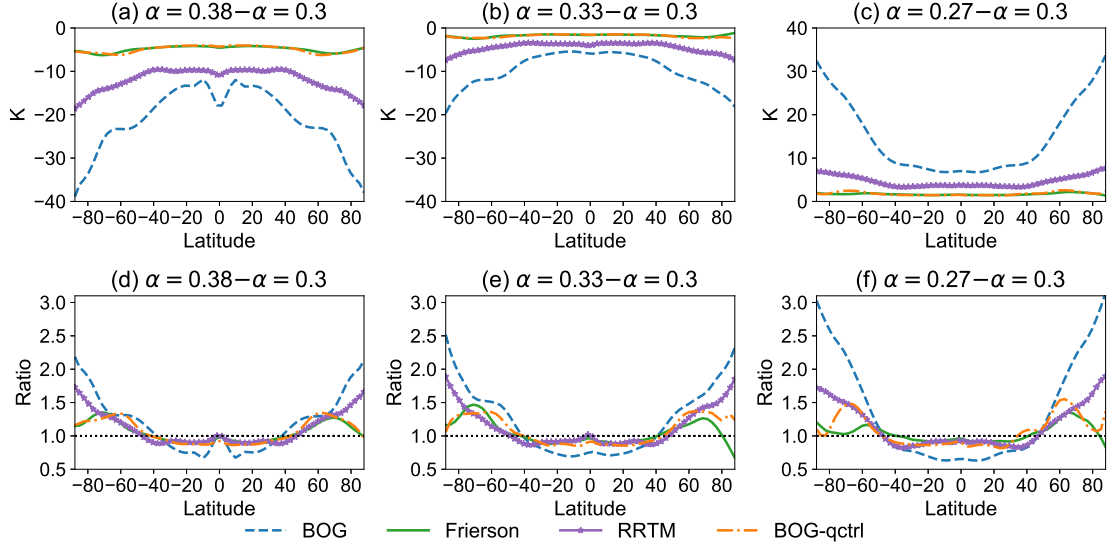 (a) α = 0.38−α = 0.3
(b) α = 0.33−α = 0.3
(c) α = 0.27−α = 0.3
K
0
−10
−20
−30
−40
−80 −60 −40 −20 0 20 40 60 80
Latitude
K
0
−10
−20
−30
−40
−80 −60 −40 −20 0 20 40 60 80
Latitude
K
40
30
20
10
0
−80 −60 −40 −20 0 20 40 60 80
Latitude
(d) α = 0.38−α = 0.3
(e) α = 0.33−α = 0.3
(f) α = 0.27−α = 0.3
Ratio
3.0
2.5
2.0
1.5
1.0
0.5
−80 −60 −40 −20 0 20 40 60 80
Latitude
Ratio
3.0
2.5
2.0
1.5
1.0
0.5
−80 −60 −40 −20 0 20 40 60 80
Latitude
Ratio
3.0
2.5
2.0
1.5
1.0
0.5
−80 −60 −40 −20 0 20 40 60 80
Latitude
BOG Frierson RRTM BOG-qctrl